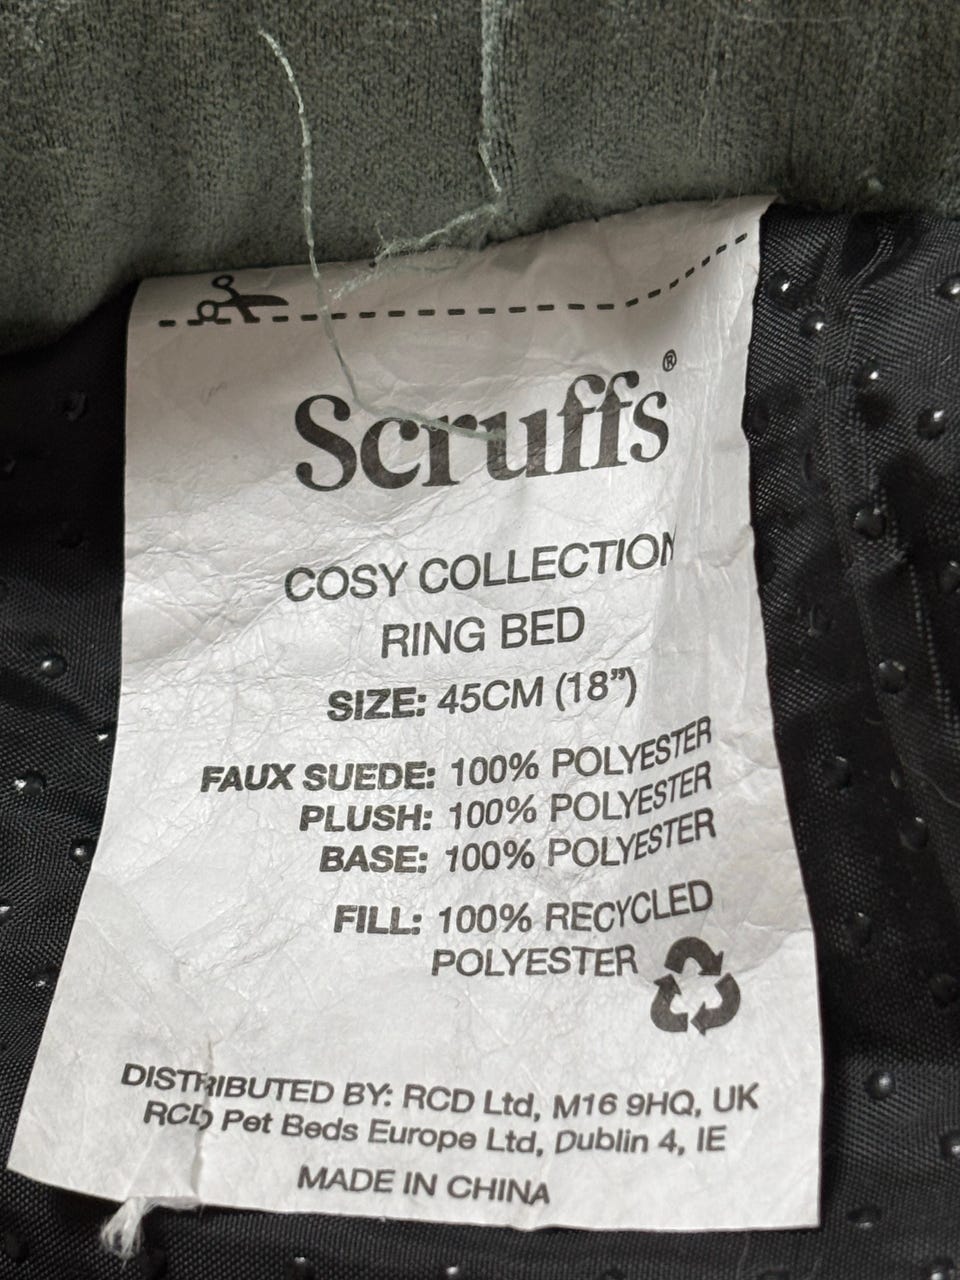 Scruffs®
COSY COLLECTION
RING BED
SIZE: 45CM (18”)
FAUX SUEDE: 100% POLYESTER
PLUSH: 100% POLYESTER
BASE: 100% POLYESTER
FILL: 100% RECYCLED
POLYESTER
DISTRIBUTED BY: RCD Ltd, M16 9HQ, UK
RCD Pet Beds Europe Ltd, Dublin 4, IE
MADE IN CHINA